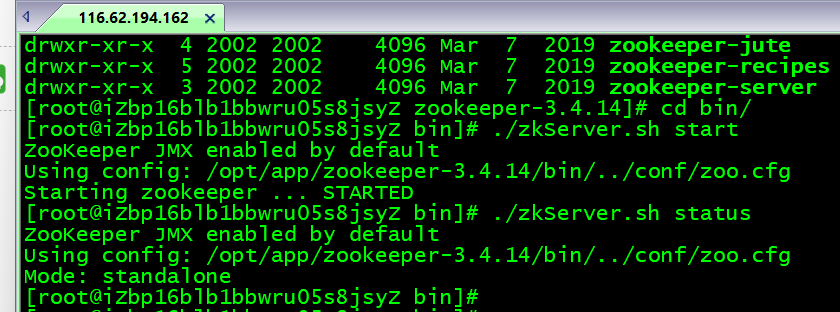 116.62.194.162 ×
drwxr-xr-x  4 2002 2002     4096 Mar  7  2019 zookeeper-jute
drwxr-xr-x  5 2002 2002     4096 Mar  7  2019 zookeeper-recipes
drwxr-xr-x  3 2002 2002     4096 Mar  7  2019 zookeeper-server
[root@iZbp16blb1bbwru05s8jsyZ zookeeper-3.4.14]# cd bin/
[root@iZbp16blb1bbwru05s8jsyZ bin]# ./zkServer.sh start
ZooKeeper JMX enabled by default
Using config: /opt/app/zookeeper-3.4.14/bin/../conf/zoo.cfg
Starting zookeeper ... STARTED
[root@iZbp16blb1bbwru05s8jsyZ bin]# ./zkServer.sh status
ZooKeeper JMX enabled by default
Using config: /opt/app/zookeeper-3.4.14/bin/../conf/zoo.cfg
Mode: standalone
[root@iZbp16blb1bbwru05s8jsyZ bin]#